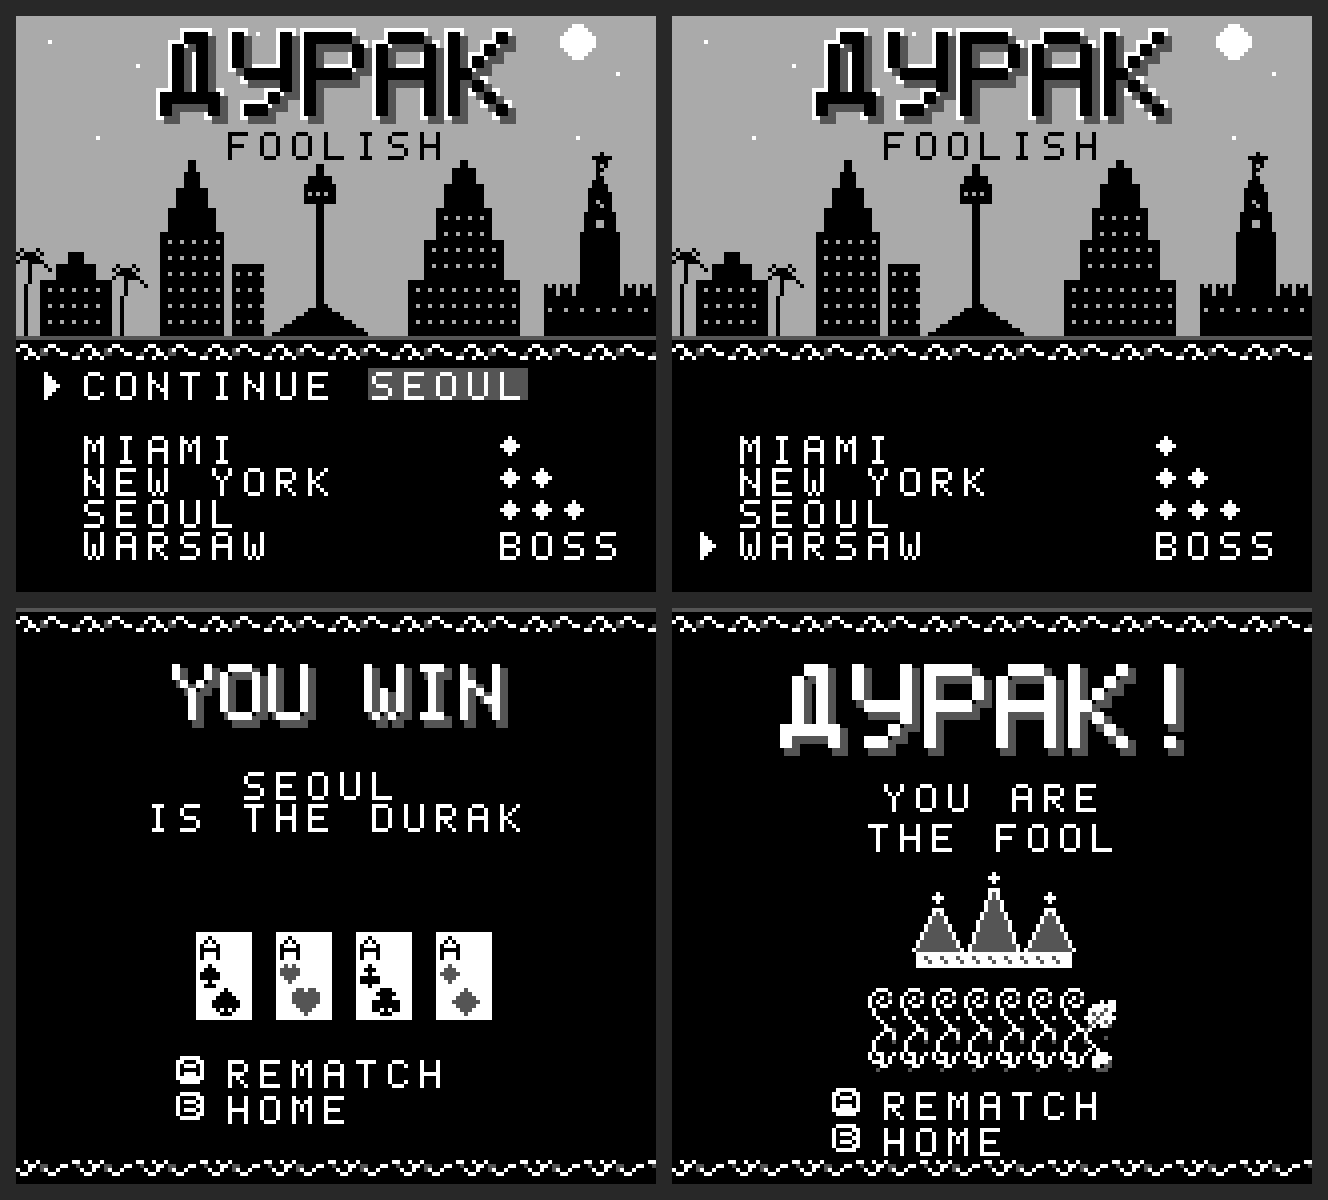 ДУРАК
FOOLISH
CONTINUE SEOUL
MIAMI
NEW YORK
SEOUL
WARSAW BOSS
ДУРАК
FOOLISH
MIAMI
NEW YORK
SEOUL
WARSAW BOSS
YOU WIN
SEOUL
IS THE DURAK
A A A A
A REMATCH
B HOME
ДУРАК!
YOU ARE
THE FOOL
A REMATCH
B HOME